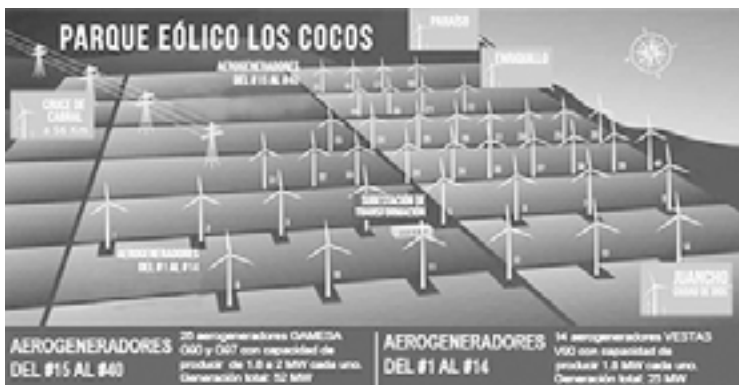 PARAÍSO
PARQUE EÓLICO LOS COCOS
ENRIQUILLO
AEROGENERADORES
DEL #15 AL #40
CRUCE DE
CABRAL
SUBESTACIÓN DE
TRANSFORMACIÓN
AEROGENERADORES
DEL #1 AL #14
JUANCHO
AEROGENERADORES
DEL #15 AL #40
26 aerogeneradores GAMESA
G90 y G97 con capacidad de
producir de 1.8 a 2 MW cada uno.
Generación total: 52 MW
AEROGENERADORES
DEL #1 AL #14
14 aerogeneradores VESTAS
V90 con capacidad de
producir 1.8 MW cada uno.
Generación total: 25 MW